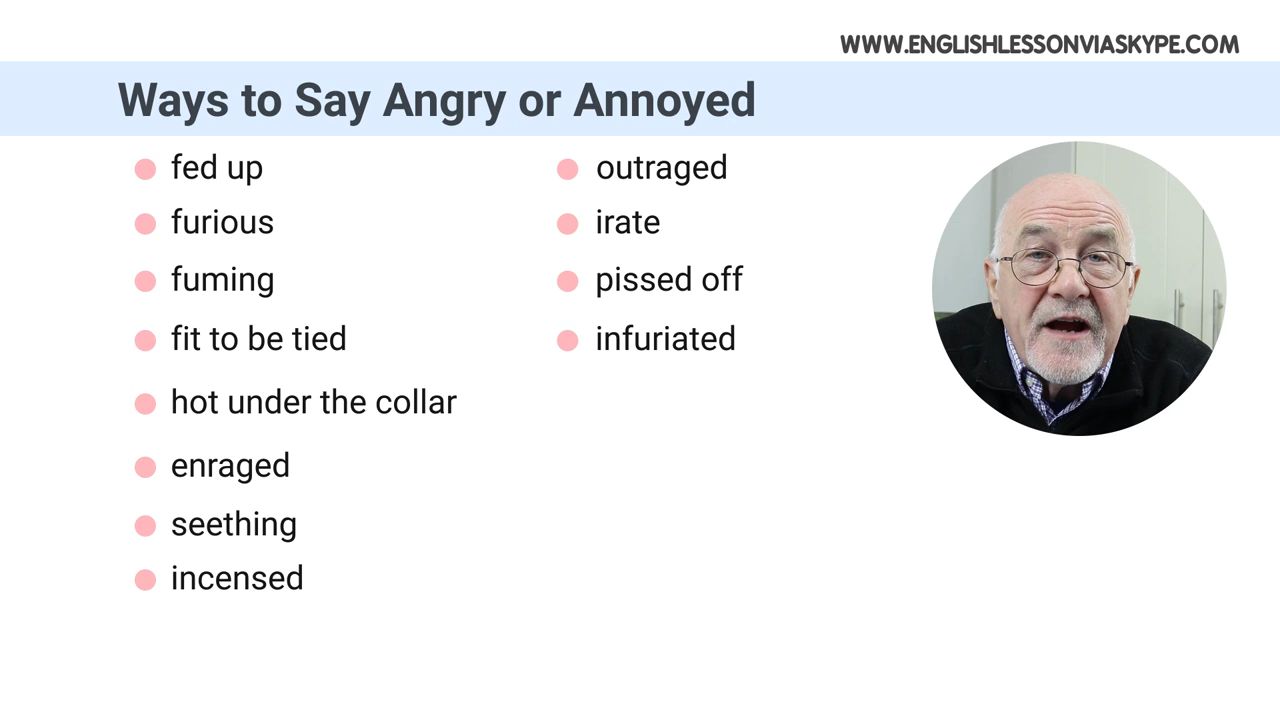 WWW.ENGLISHLESSONVIASKYPE.COM
Ways to Say Angry or Annoyed
fed up
furious
fuming
fit to be tied
hot under the collar
enraged
seething
incensed
outraged
irate
pissed off
infuriated